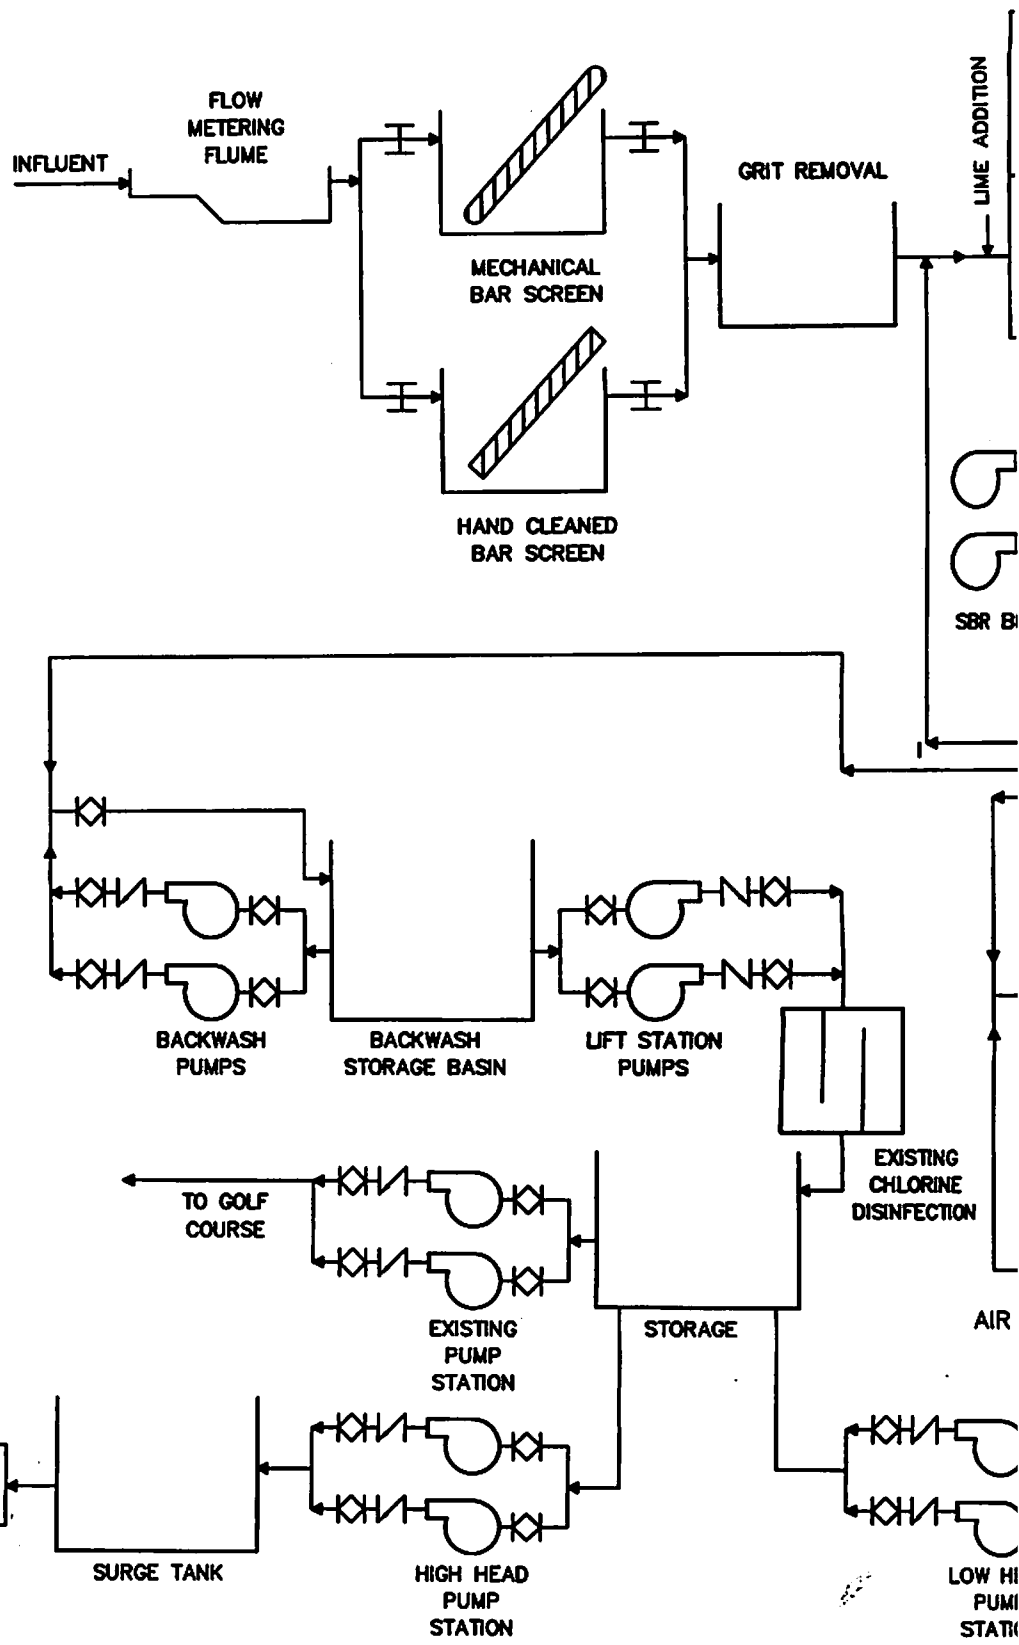 FLOW
METERING
FLUME
INFLUENT
MECHANICAL
BAR SCREEN
GRIT REMOVAL
LIME ADDITION
HAND CLEANED
BAR SCREEN
SBR
BACKWASH
PUMPS
BACKWASH
STORAGE BASIN
LIFT STATION
PUMPS
EXISTING
CHLORINE
DISINFECTION
TO GOLF
COURSE
EXISTING
PUMP
STATION
STORAGE
AIR
SURGE TANK
HIGH HEAD
PUMP
STATION
LOW